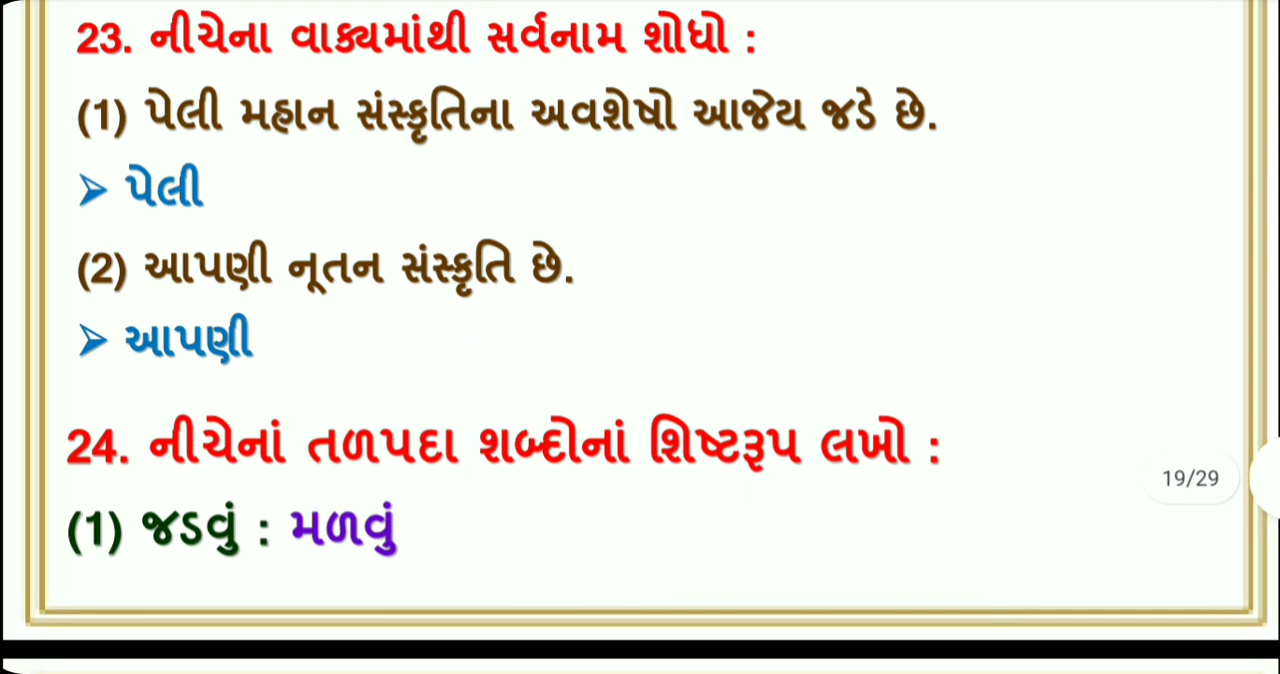 23. નીચેના વાક્યમાંથી સર્વનામ શોધો :
(1) પેલી મહાન સંસ્કૃતિના અવશેષો આજેય જડે છે.
➢ પેલી
(2) આપણી નૂતન સંસ્કૃતિ છે.
➢ આપણી
24. નીચેનાં તળપદા શબ્દોનાં શિષ્ટરૂપ લખો :
19/29
(1) જડવું : મળવું